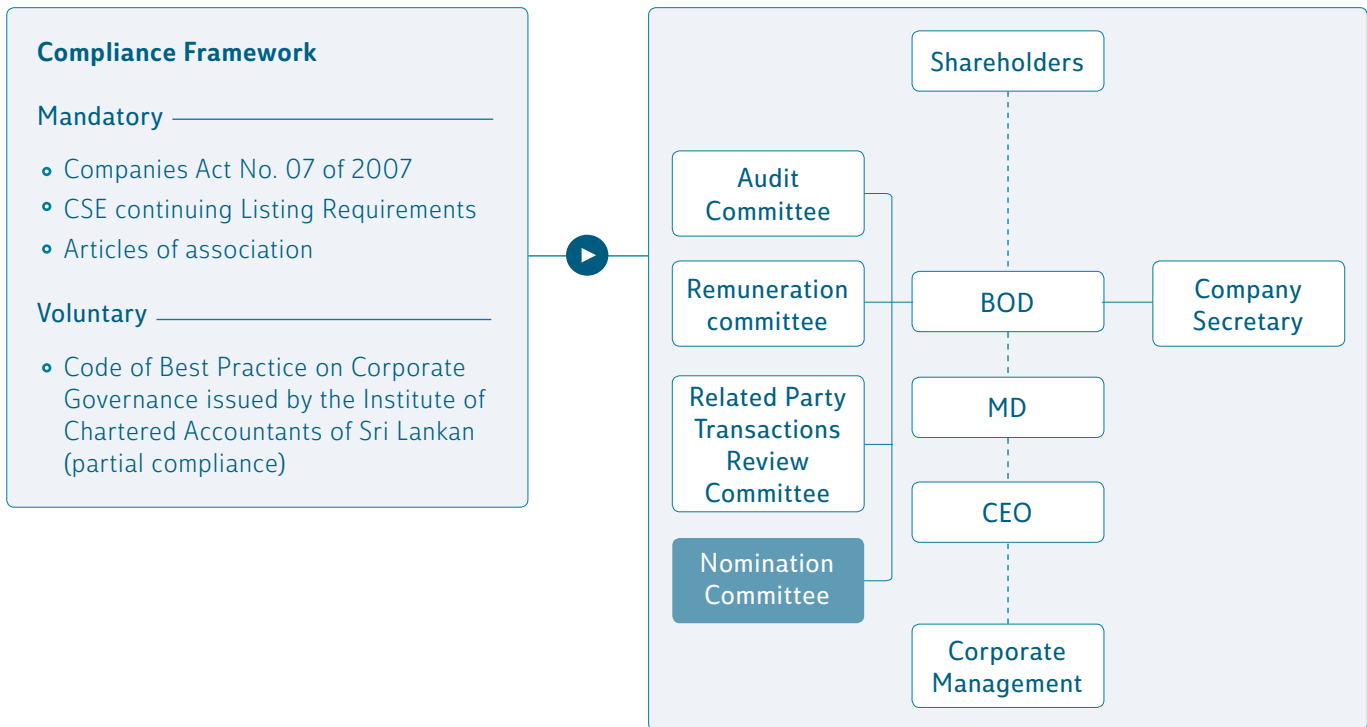 Compliance Framework
Mandatory
Companies Act No. 07 of 2007
CSE continuing Listing Requirements
Articles of association
Voluntary
Code of Best Practice on Corporate
Governance issued by the Institute of
Chartered Accountants of Sri Lankan
(partial compliance)
Shareholders
Audit
Committee
Remuneration
committee
BOD
Company
Secretary
Related Party
Transactions
Review
Committee
MD
CEO
Nomination
Committee
Corporate
Management